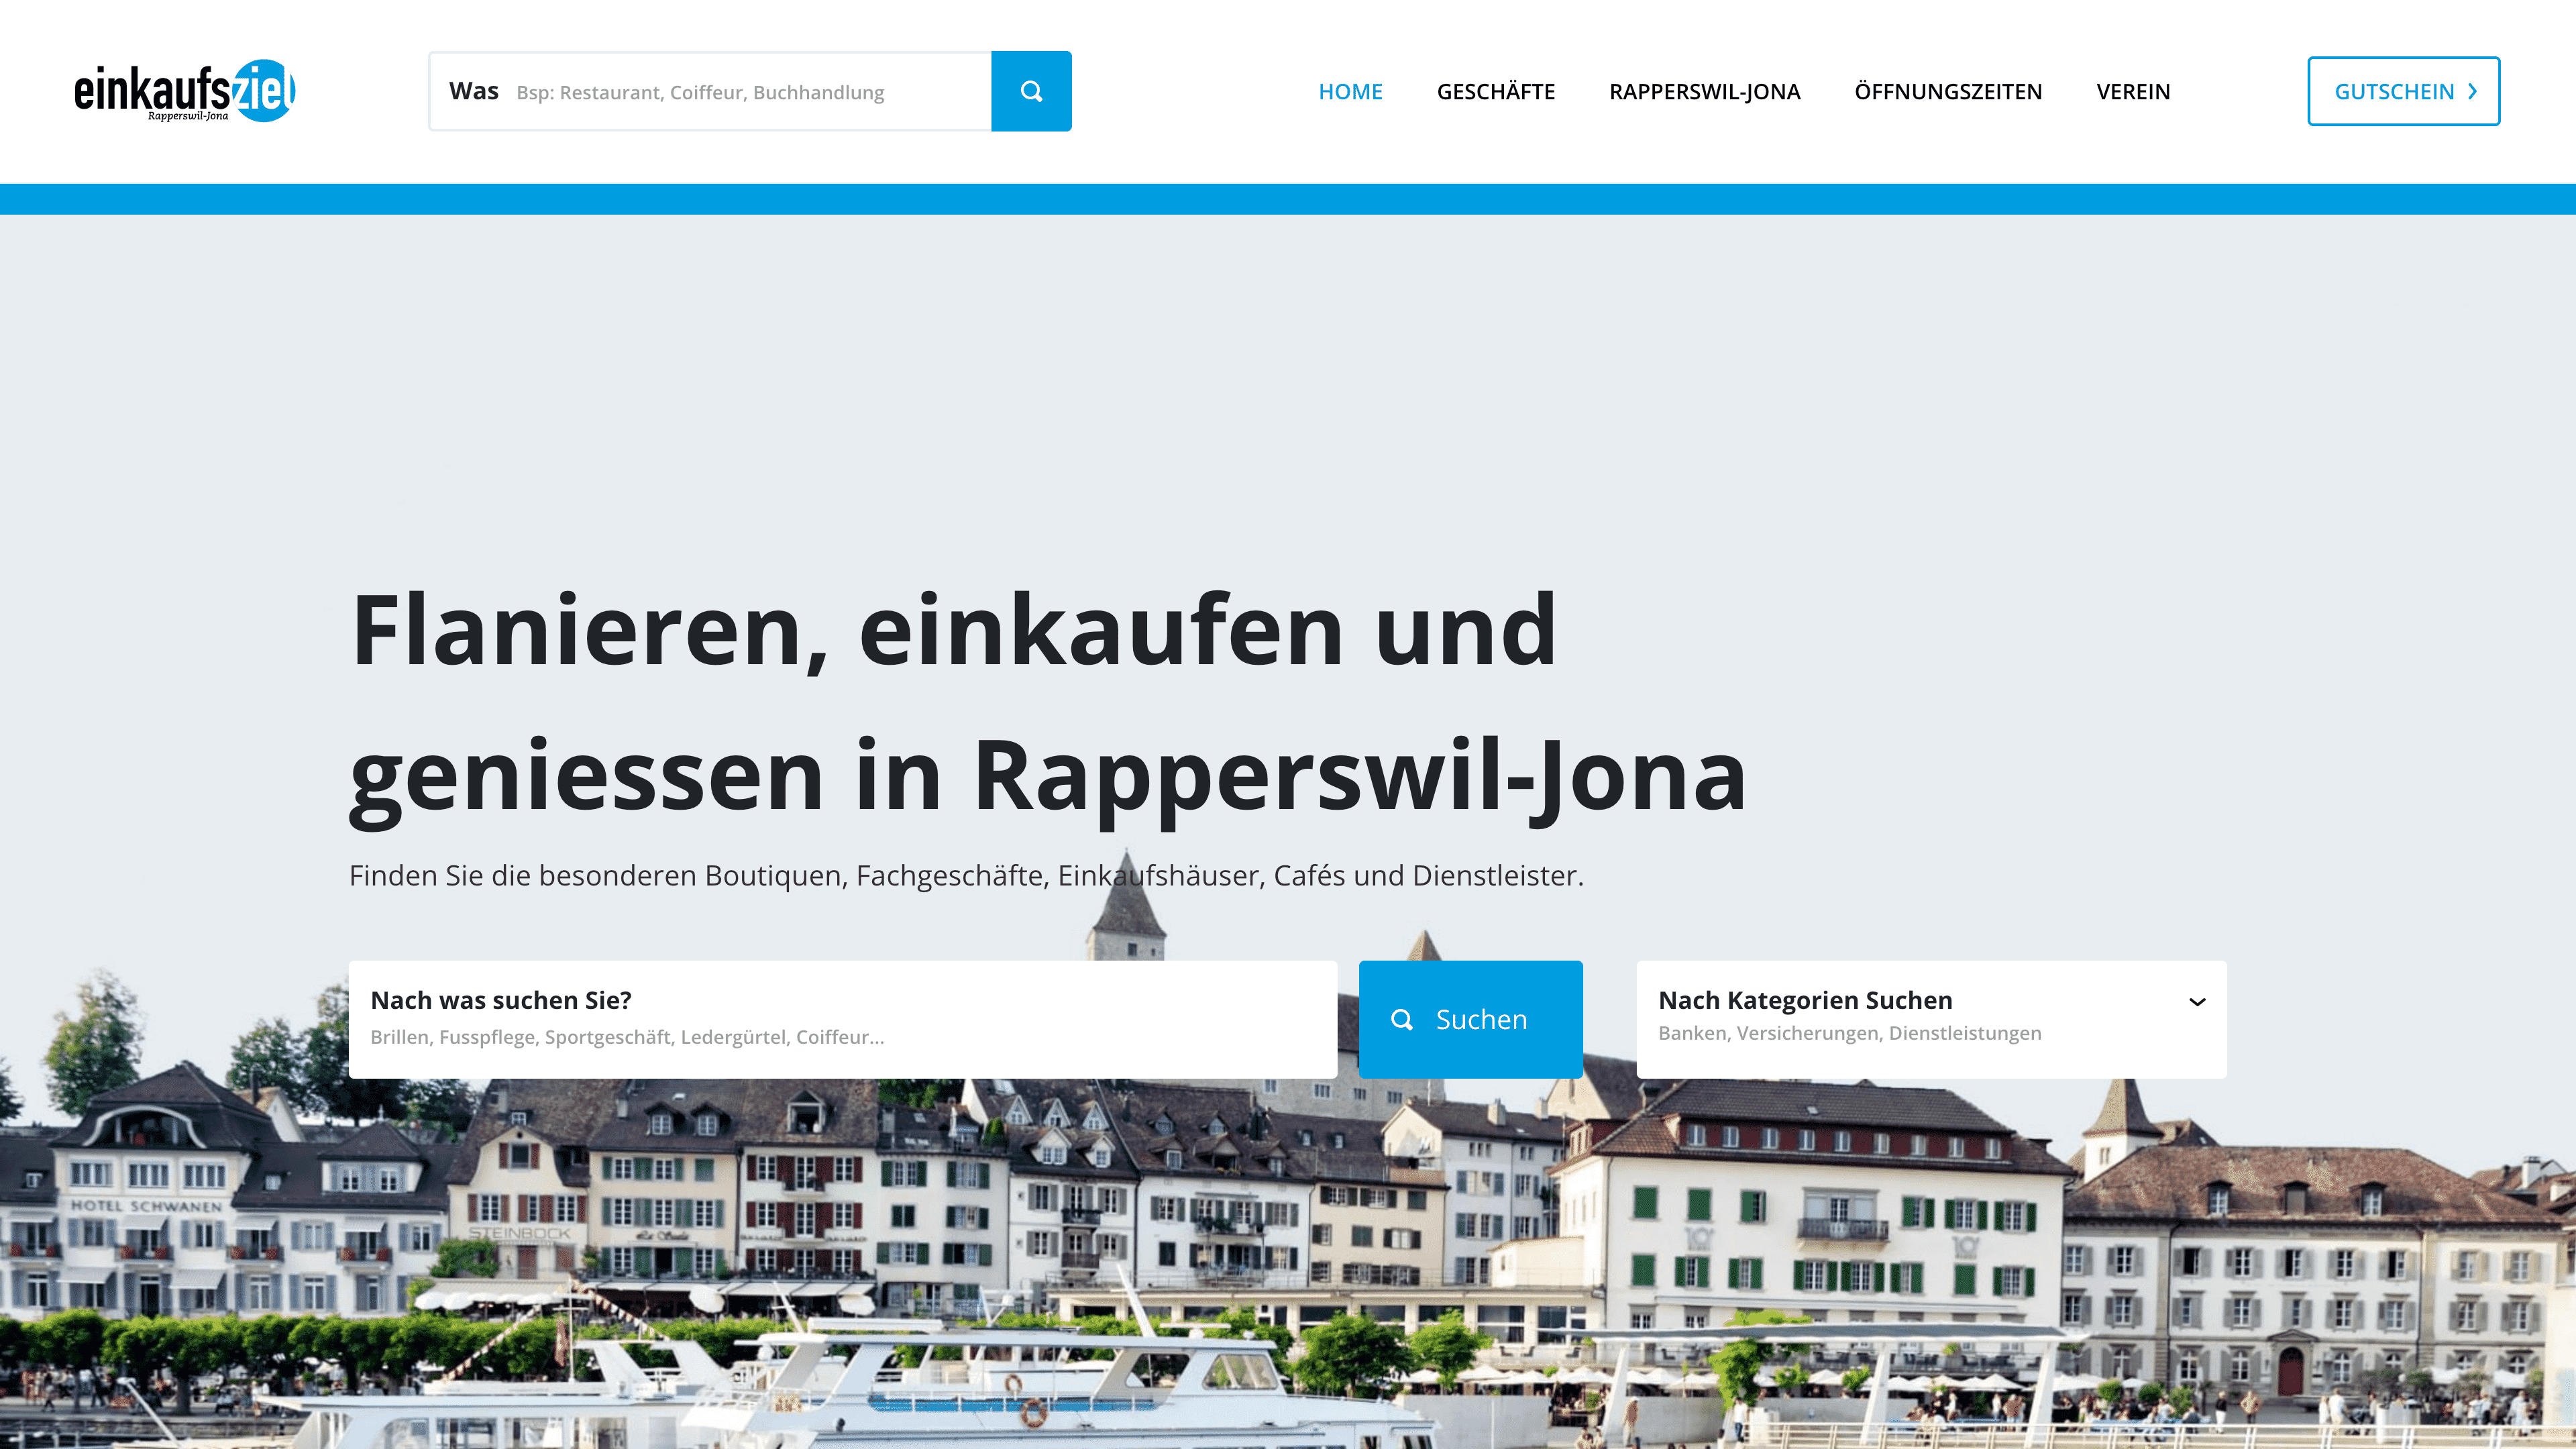 einkaufsziel
Rapperswil-Jona
Was Bsp: Restaurant, Coiffeur, Buchhandlung
HOME GESCHÄFTE RAPPERSWIL-JONA ÖFFNUNGSZEITEN VEREIN GUTSCHEIN
Flanieren, einkaufen und
geniessen in Rapperswil-Jona
Finden Sie die besonderen Boutiquen, Fachgeschäfte, Einkaufshäuser, Cafés und Dienstleister.
Nach was suchen Sie?
Brillen, Fusspflege, Sportgeschäft, Ledergürtel, Coiffeur...
Suchen
Nach Kategorien Suchen
Banken, Versicherungen, Dienstleistungen
HOTEL SCHWANEN
STEINBOCK